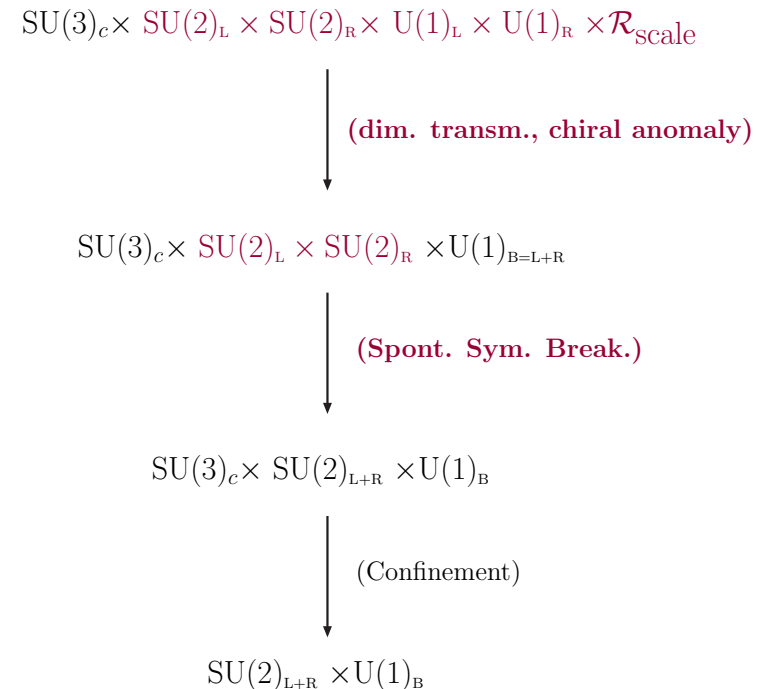 SU(3)c× SU(2)L × SU(2)R× U(1)L × U(1)R ×ℛscale
(dim. transm., chiral anomaly)
SU(3)c× SU(2)L × SU(2)R ×U(1)B=L+R
(Spont. Sym. Break.)
SU(3)c× SU(2)L+R ×U(1)B
(Confinement)
SU(2)L+R ×U(1)B